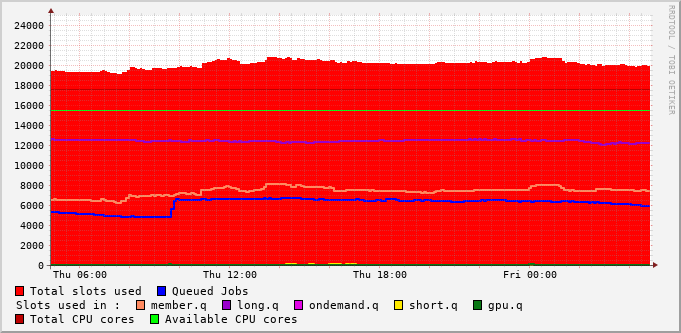 24000
22000
20000
18000
16000
14000
12000
10000
8000
6000
4000
2000
0
Thu 06:00 Thu 12:00 Thu 18:00 Fri 00:00
RRDTOOL / TOBI OETIKER
Total slots used Queued Jobs
Slots used in : member.q long.q ondemand.q short.q gpu.q
Total CPU cores Available CPU cores